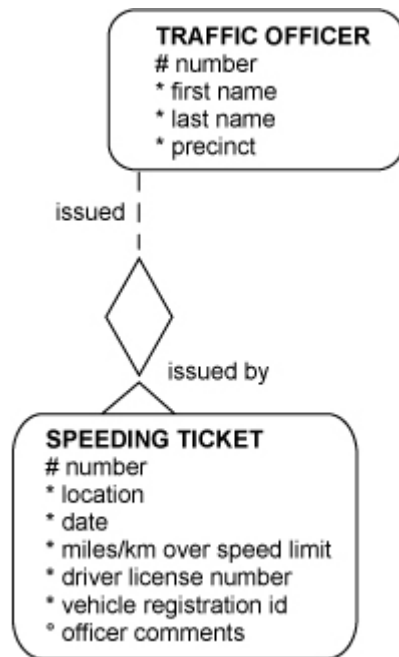 TRAFFIC OFFICER
# number
* first name
* last name
* precinct
issued
issued by
SPEEDING TICKET
# number
* location
* date
* miles/km over speed limit
* driver license number
* vehicle registration id
° officer comments